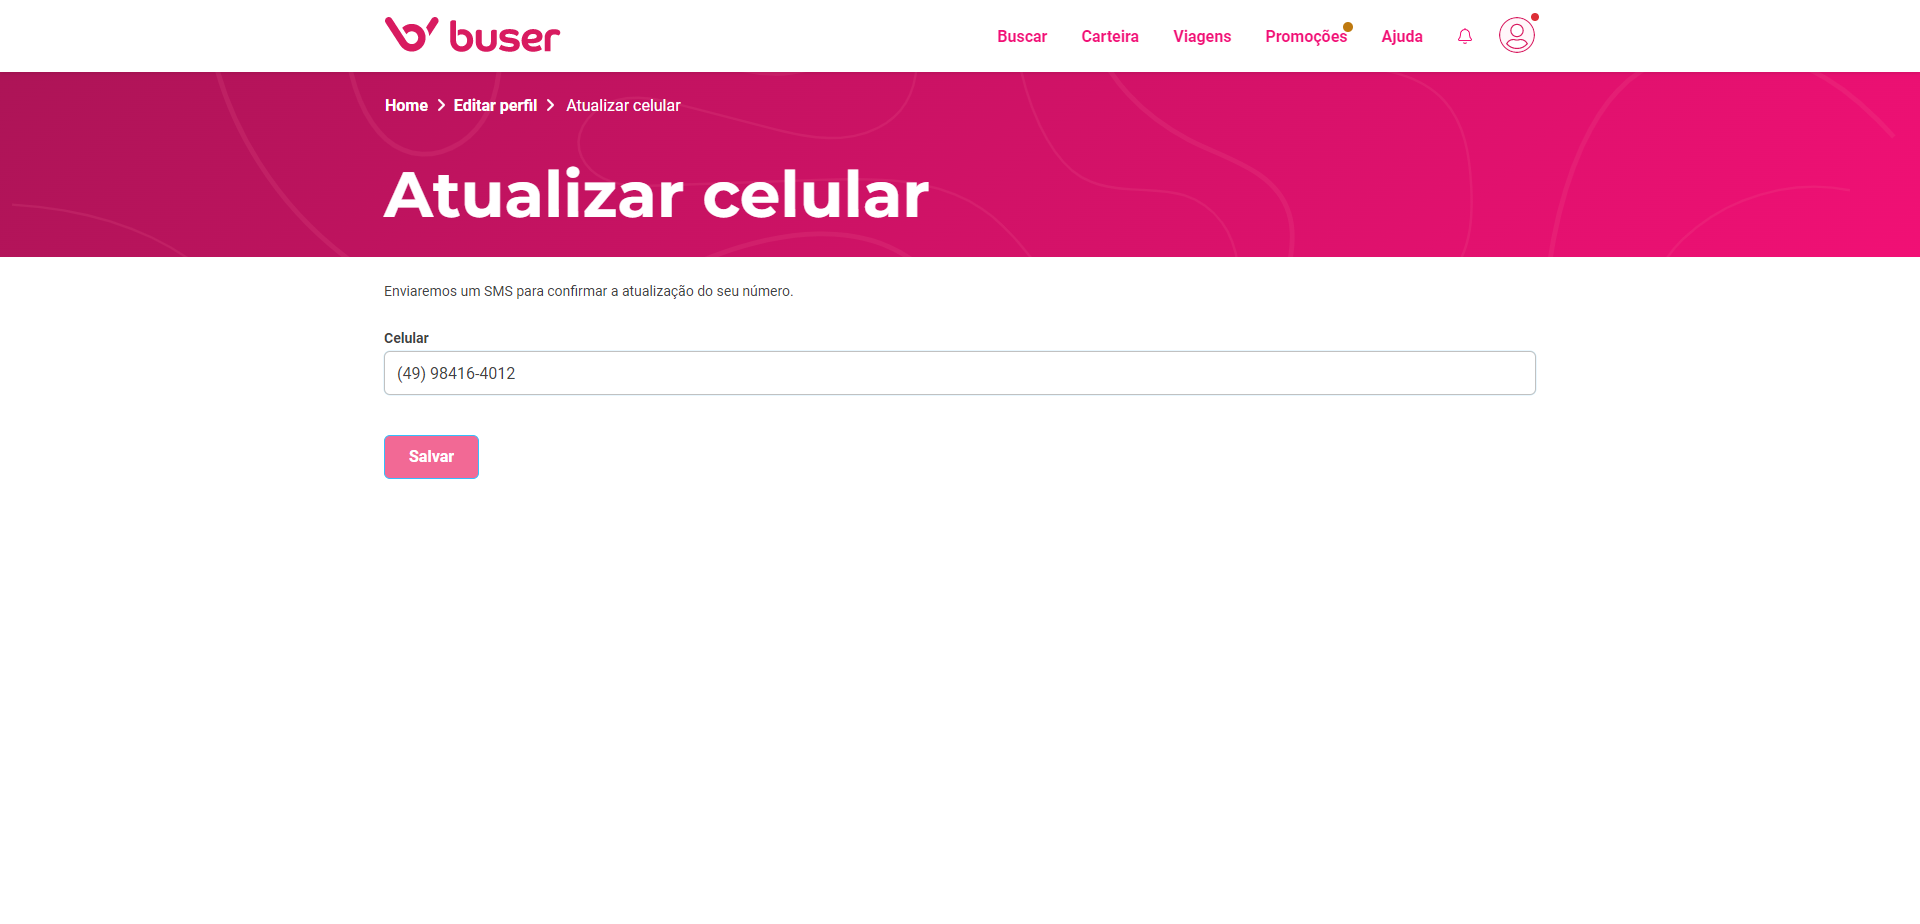 buser
Buscar Carteira Viagens Promoções Ajuda
Home Editar perfil Atualizar celular
Atualizar celular
Enviaremos um SMS para confirmar a atualização do seu número.
Celular
(49) 98416-4012
Salvar